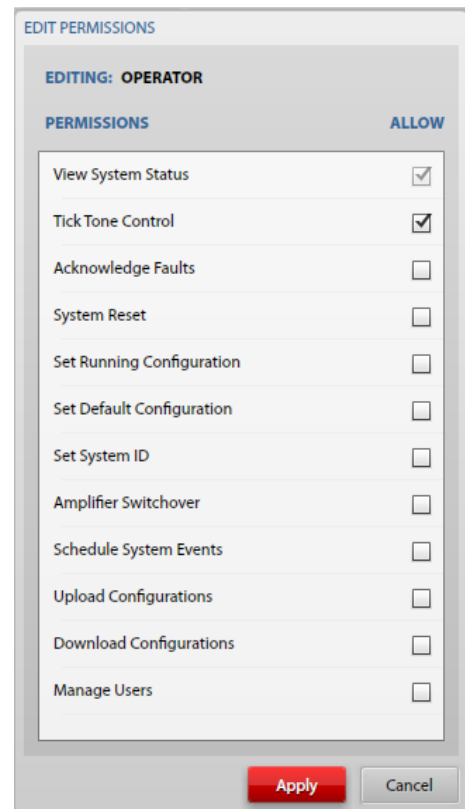 EDIT PERMISSIONS
EDITING: OPERATOR
PERMISSIONS ALLOW
View System Status
Tick Tone Control
Acknowledge Faults
System Reset
Set Running Configuration
Set Default Configuration
Set System ID
Amplifier Switchover
Schedule System Events
Upload Configurations
Download Configurations
Manage Users
Apply Cancel